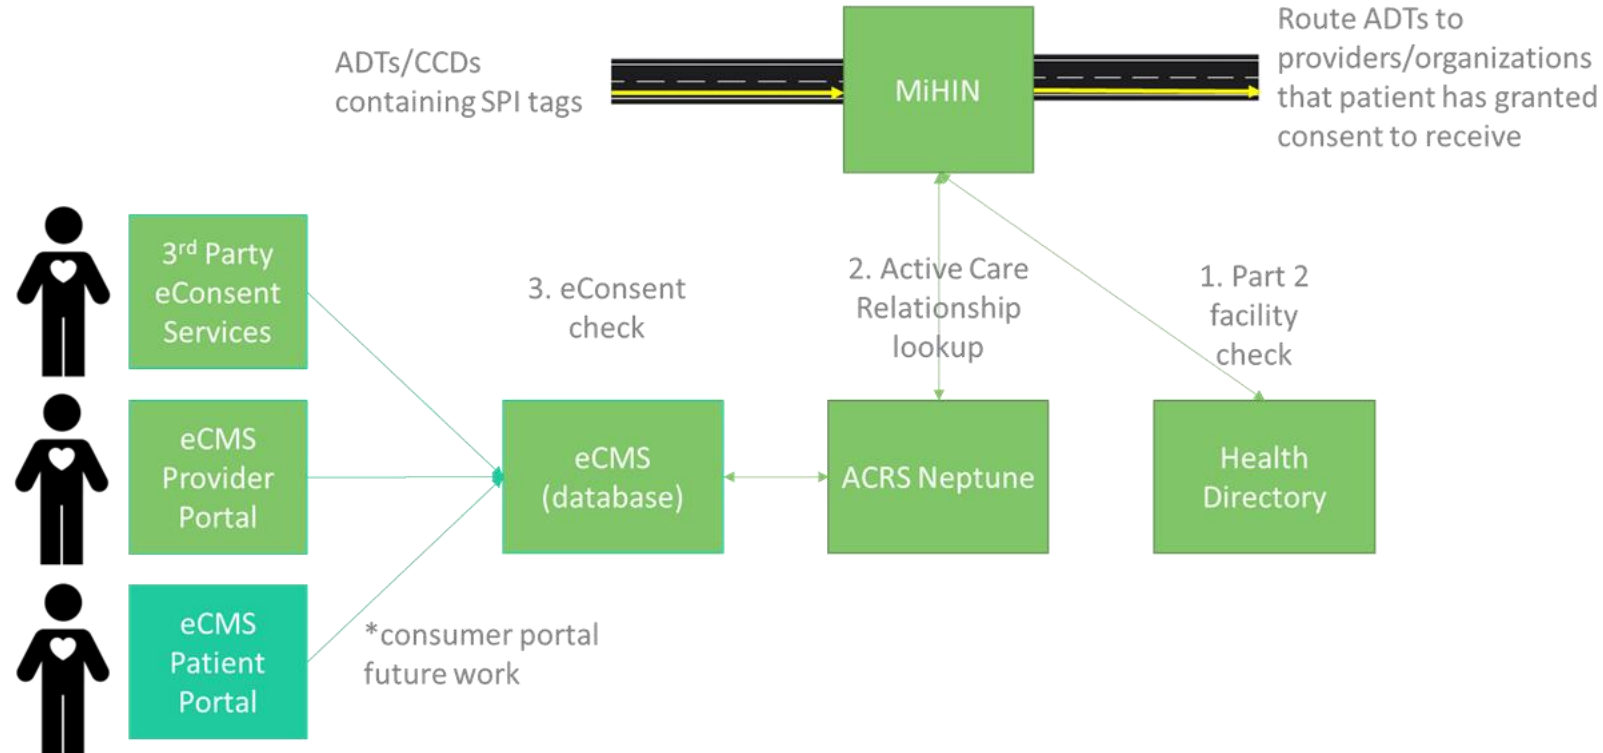 ADTs/CCDs
containing SPI tags
MiHIN
Route ADTs to
providers/organizations
that patient has granted
consent to receive
3rd Party
eConsent
Services
3. eConsent
check
2. Active Care
Relationship
lookup
1. Part 2
facility
check
eCMS
Provider
Portal
eCMS
(database)
ACRS Neptune
Health
Directory
eCMS
Patient
Portal
*consumer portal
future work